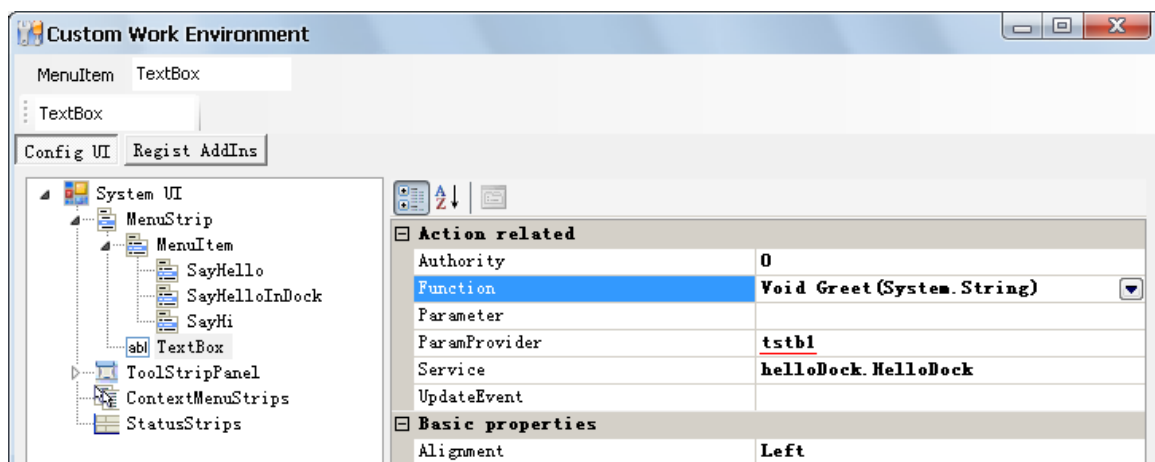 Custom Work Environment
MenuItem TextBox
TextBox
Config UI Regist AddIns
System UI
MenuStrip
MenuItem
SayHello
SayHelloInDock
SayHi
abl TextBox
ToolStripPanel
ContextMenuStrips
StatusStrips
Action related
Authority 0
Function Void Greet(System.String)
Parameter
ParamProvider tstb1
Service helloDock.HelloDock
UpdateEvent
Basic properties
Alignment Left